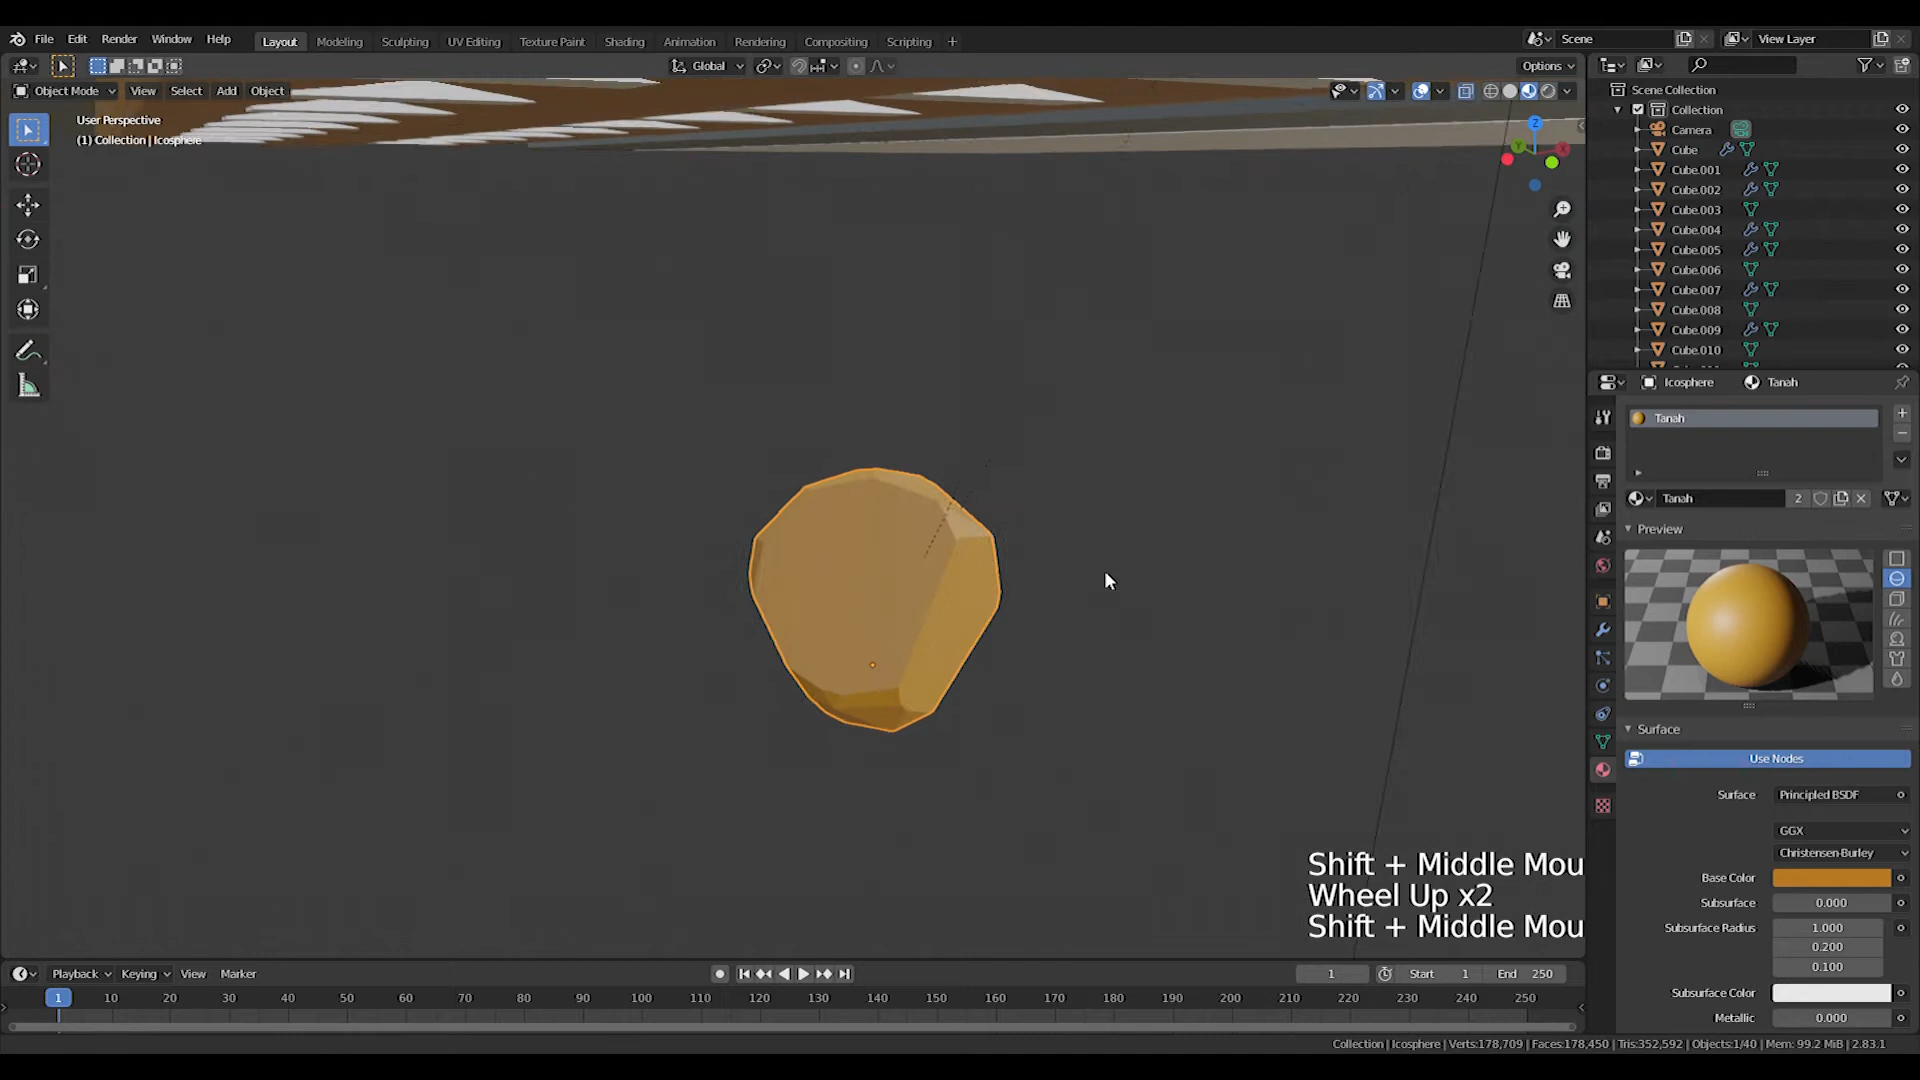 File Edit Render Window Help
Layout Modeling Sculpting UV Editing Texture Paint Shading Animation Rendering Compositing Scripting +
Scene
View Layer
Global
Options
Object Mode View Select Add Object
User Perspective
(1) Collection | Icosphere
Z
Y
X
Scene Collection
Collection
Camera
Cube
Cube.001
Cube.002
Cube.003
Cube.004
Cube.005
Cube.006
Cube.007
Cube.008
Cube.009
Cube.010
Icosphere Tanah
Tanah
Tanah 2
Preview
Surface
Use Nodes
Surface Principled BSDF
GGX
Christensen-Burley
Base Color
Subsurface 0.000
Subsurface Radius 1.000
0.200
0.100
Subsurface Color
Metallic 0.000
Shift + Middle Mou
Wheel Up x2
Shift + Middle Mou
Playback Keying View Marker
1 Start 1 End 250
1 10 20 30 40 50 60 70 80 90 100 110 120 130 140 150 160 170 180 190 200 210 220 230 240 250
Collection | Icosphere | Verts:178,709 | Faces:178,450 | Tris:352,592 | Objects:1/40 | Mem: 99.2 MiB | 2.83.1